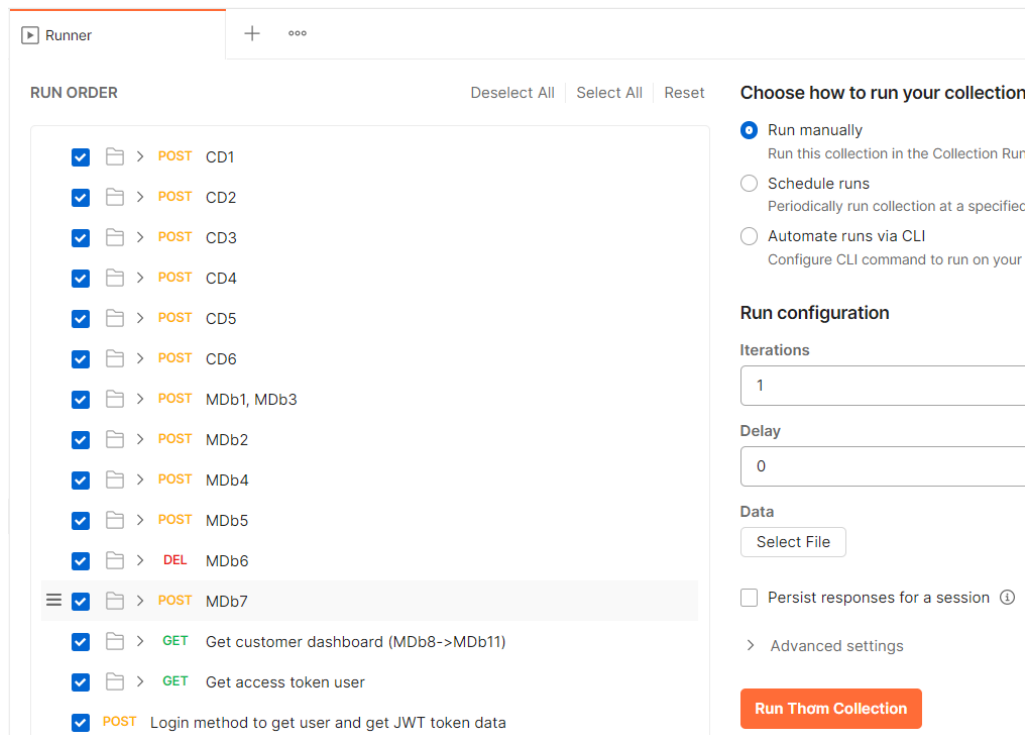 Runner
RUN ORDER
Deselect All
Select All
Reset
POST CD1
POST CD2
POST CD3
POST CD4
POST CD5
POST CD6
POST MDb1, MDb3
POST MDb2
POST MDb4
POST MDb5
DEL MDb6
POST MDb7
GET Get customer dashboard (MDb8->MDb11)
GET Get access token user
POST Login method to get user and get JWT token data
Choose how to run your collection
Run manually
Run this collection in the Collection Run
Schedule runs
Periodically run collection at a specified
Automate runs via CLI
Configure CLI command to run on your
Run configuration
Iterations
1
Delay
0
Data
Select File
Persist responses for a session
Advanced settings
Run Thơm Collection